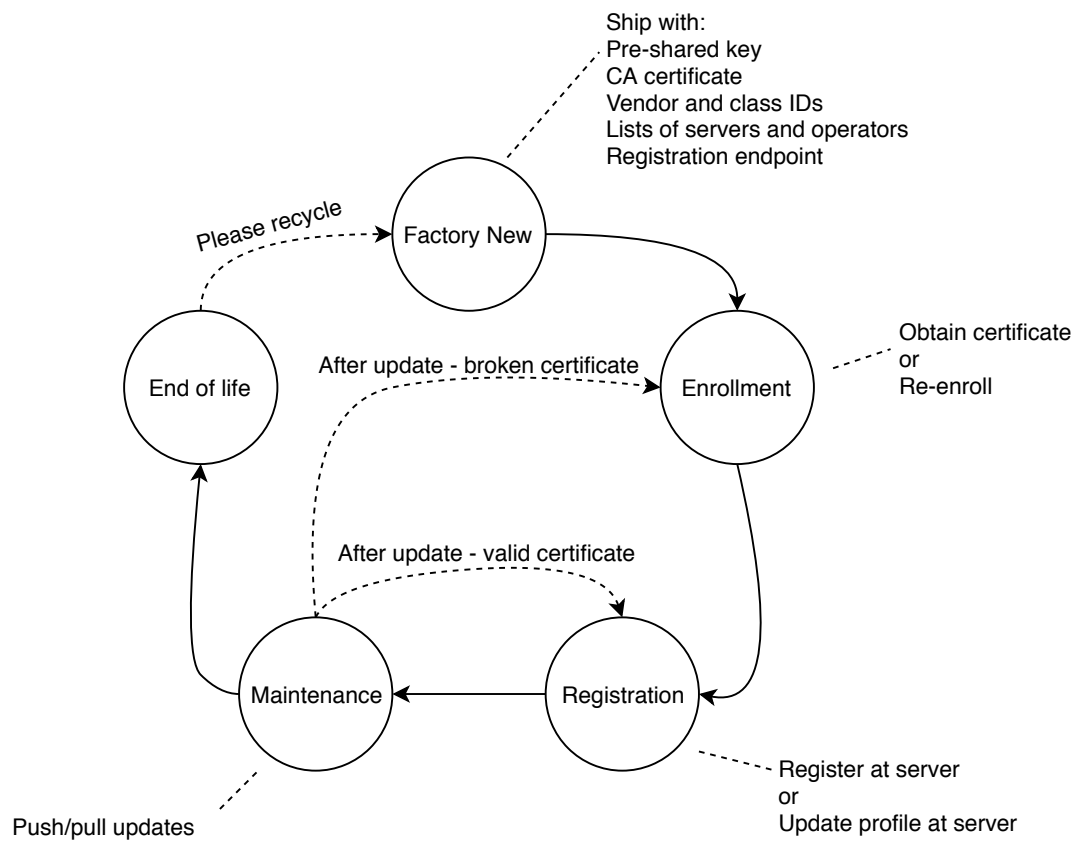 Ship with:
Pre-shared key
CA certificate
Vendor and class IDs
Lists of servers and operators
Registration endpoint
Please recycle
Factory New
Obtain certificate
or
Re-enroll
After update - broken certificate
End of life
Enrollment
After update - valid certificate
Maintenance
Registration
Register at server
or
Update profile at server
Push/pull updates